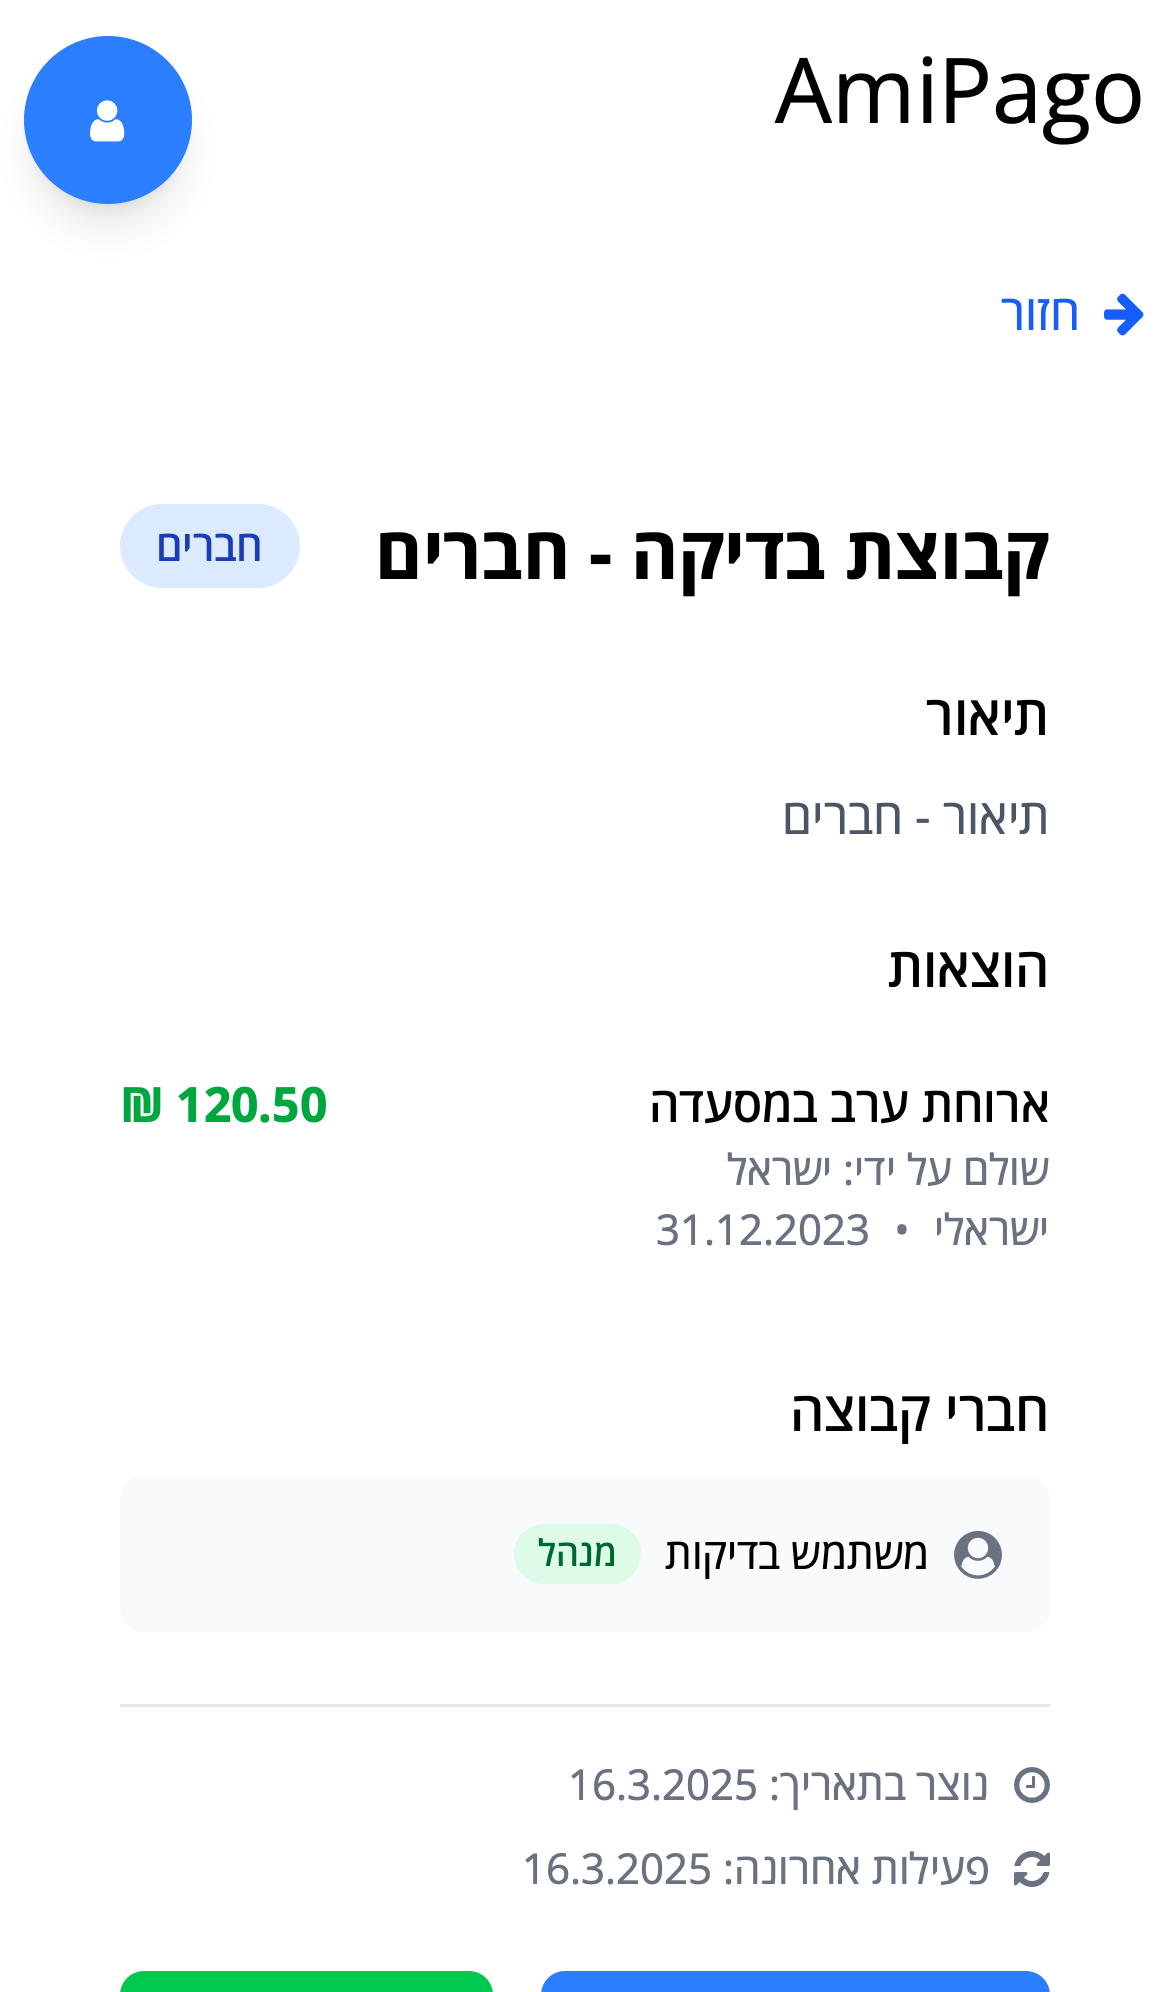 AmiPago
חזור
קבוצת בדיקה - חברים
חברים
תיאור
תיאור - חברים
הוצאות
ארוחת ערב במסעדה
120.50 ₪
שולם על ידי: ישראל
ישראלי • 31.12.2023
חברי קבוצה
משתמש בדיקות
מנהל
נוצר בתאריך: 16.3.2025
פעילות אחרונה: 16.3.2025